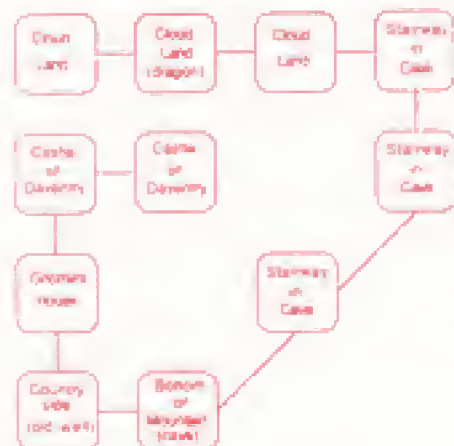 Cloud
Land
Cloud
Land
(dragon)
Cloud
Land
Stairway
in
Cave
Castle
of
Daventry
Castle
of
Daventry
Stairway
in
Cave
Gnomes
house
Stairway
in
Cave
Country
side
(old well)
Bottom
of
Mountain
(cave)